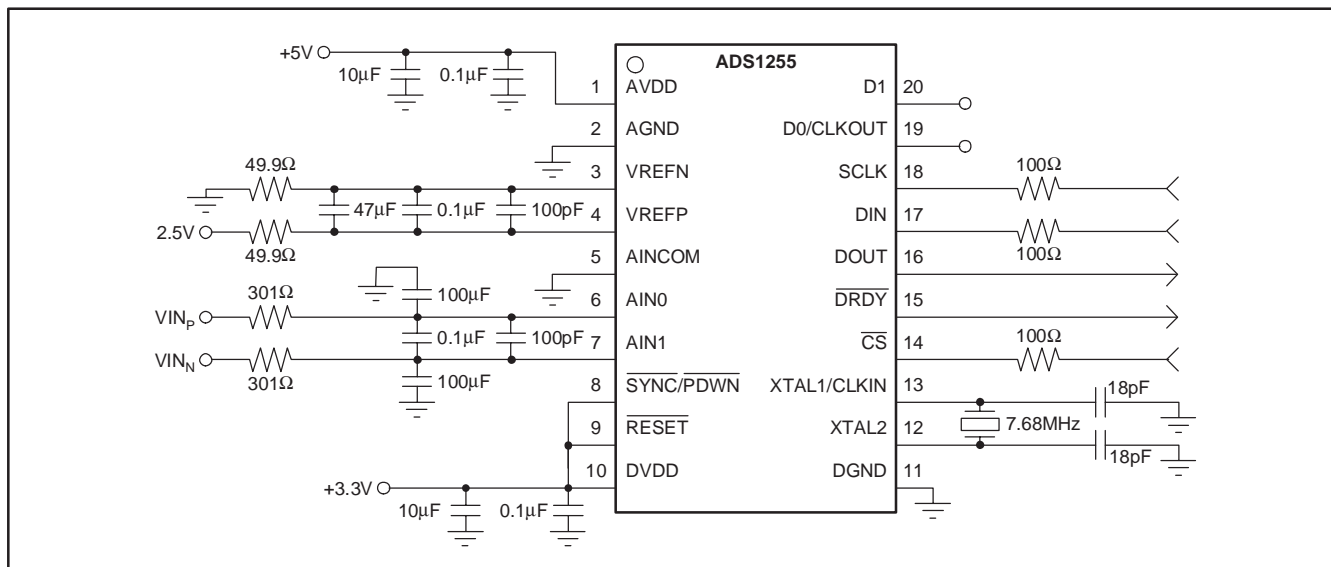 ADS1255
+5V
10μF
0.1μF
1 AVDD
2 AGND
49.9Ω
3 VREFN
47μF
0.1μF
100pF
4 VREFP
2.5V
49.9Ω
5 AINCOM
100μF
301Ω
6 AIN0
VINP
0.1μF
100pF
7 AIN1
VINN
301Ω
100μF
8 SYNC/PDWN
9 RESET
10 DVDD
+3.3V
10μF
0.1μF
D1 20
D0/CLKOUT 19
SCLK 18
100Ω
DIN 17
100Ω
DOUT 16
DRDY 15
CS 14
100Ω
XTAL1/CLKIN 13
18pF
7.68MHz
XTAL2 12
18pF
DGND 11